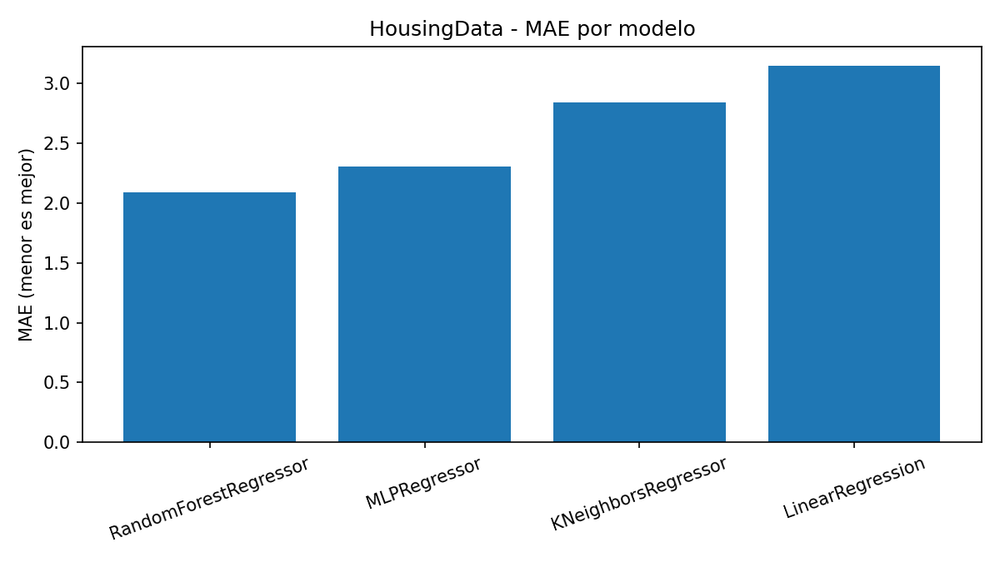 HousingData - MAE por modelo
MAE (menor es mejor)
3.0
2.5
2.0
1.5
1.0
0.5
0.0
RandomForestRegressor
MLPRegressor
KNeighborsRegressor
LinearRegression